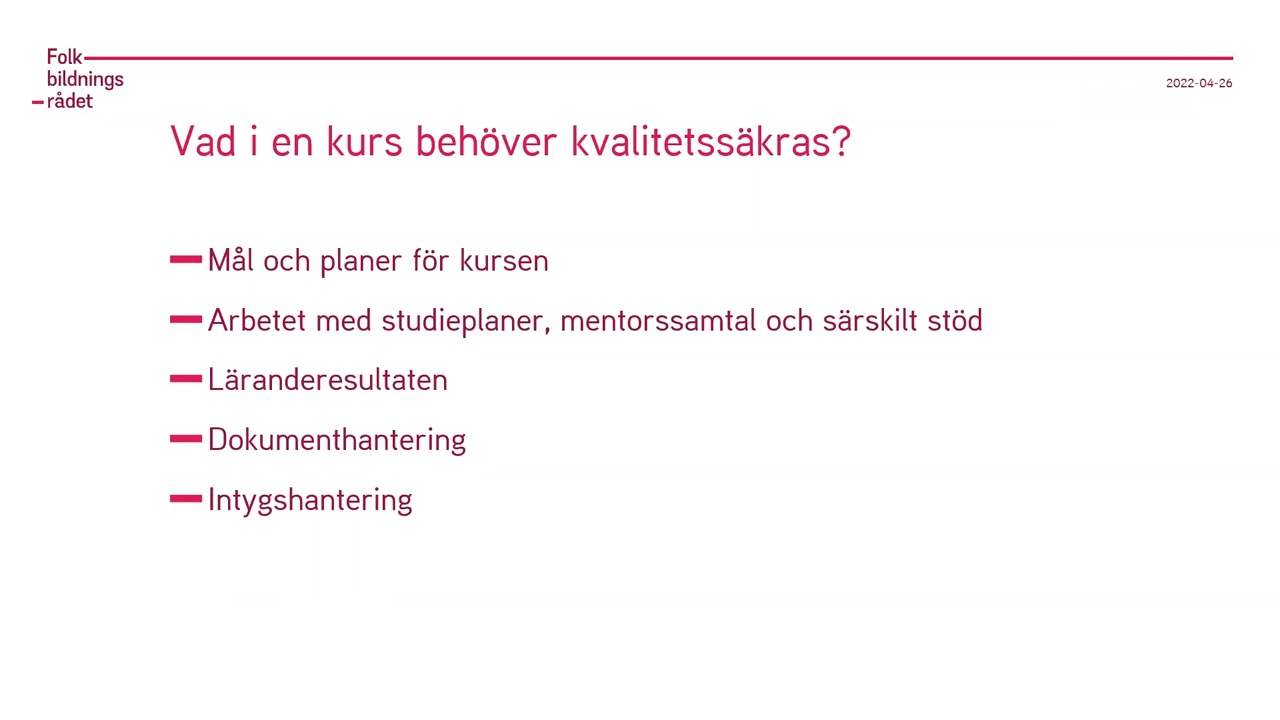 Folk
bildnings
rådet
2022-04-26
Vad i en kurs behöver kvalitetssäkras?
Mål och planer för kursen
Arbetet med studieplaner, mentorssamtal och särskilt stöd
Läranderesultaten
Dokumenthantering
Intygshantering